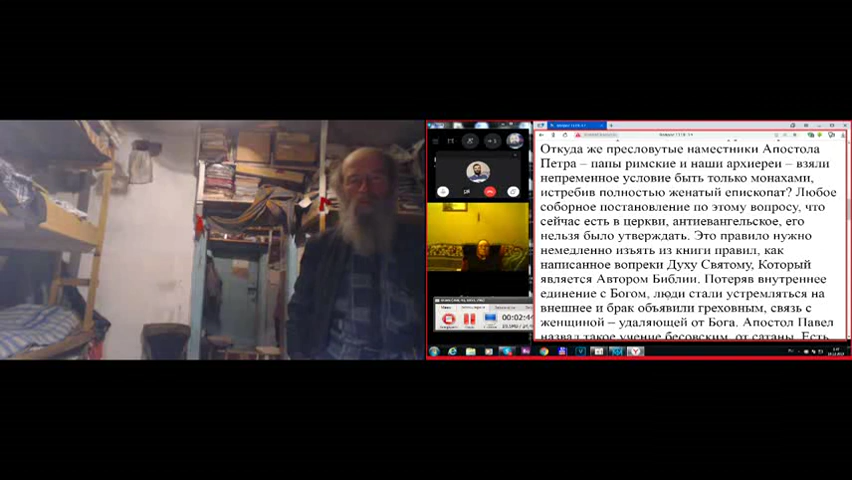 Откуда же пресловутые наместники Апостола
Петра – папы римские и наши архиереи – взяли
непременное условие быть только монахами,
истребив полностью женатый епископат? Любое
соборное постановление по этому вопросу, что
сейчас есть в церкви, антиевангельское, его
нельзя было утверждать. Это правило нужно
немедленно изъять из книги правил, как
написанное вопреки Духу Святому, Который
является Автором Библии. Потеряв внутреннее
единение с Богом, люди стали устремляться на
внешнее и брак объявили греховным, связь с
женщиной – удаляющей от Бога. Апостол Павел
назвал такое учение бесовским, от сатаны. Есть